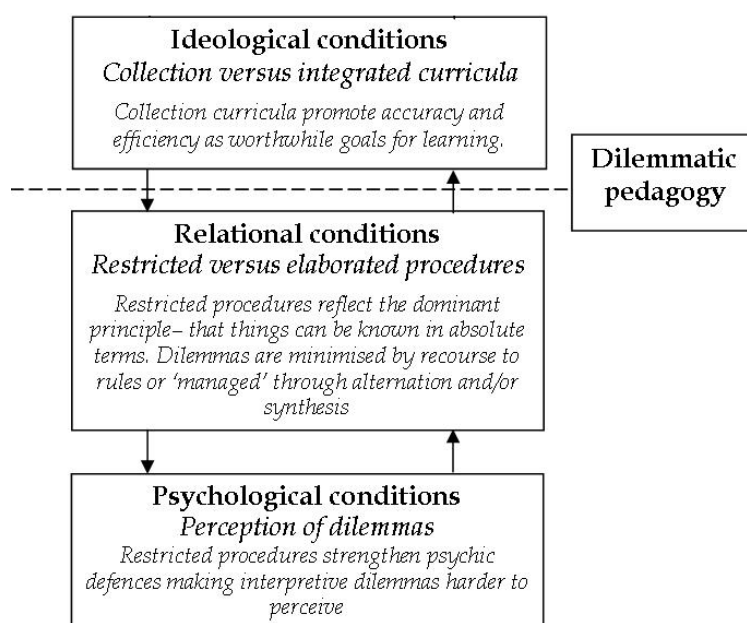 Ideological conditions
Collection versus integrated curricula
Collection curricula promote accuracy and
efficiency as worthwhile goals for learning.
Dilemmatic
pedagogy
Relational conditions
Restricted versus elaborated procedures
Restricted procedures reflect the dominant
principle– that things can be known in absolute
terms. Dilemmas are minimised by recourse to
rules or ‘managed’ through alternation and/or
synthesis
Psychological conditions
Perception of dilemmas
Restricted procedures strengthen psychic
defences making interpretive dilemmas harder to
perceive